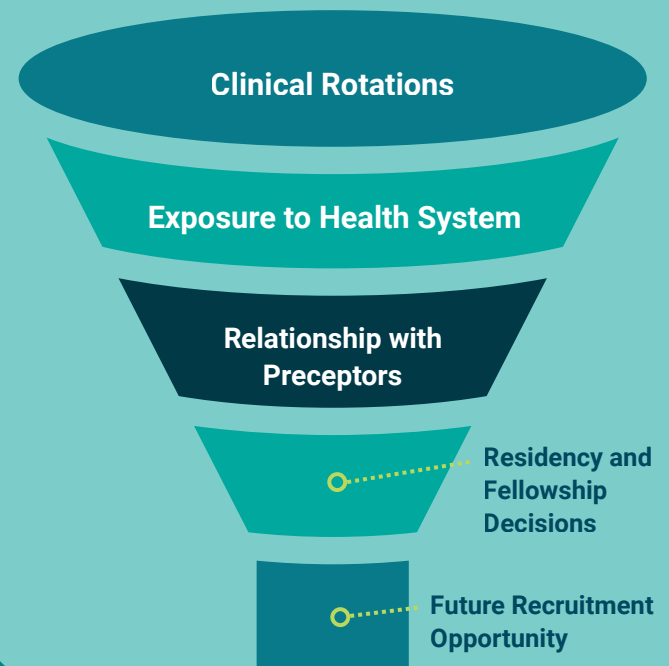 Clinical Rotations
Exposure to Health System
Relationship with
Preceptors
Residency and
Fellowship
Decisions
Future Recruitment
Opportunity